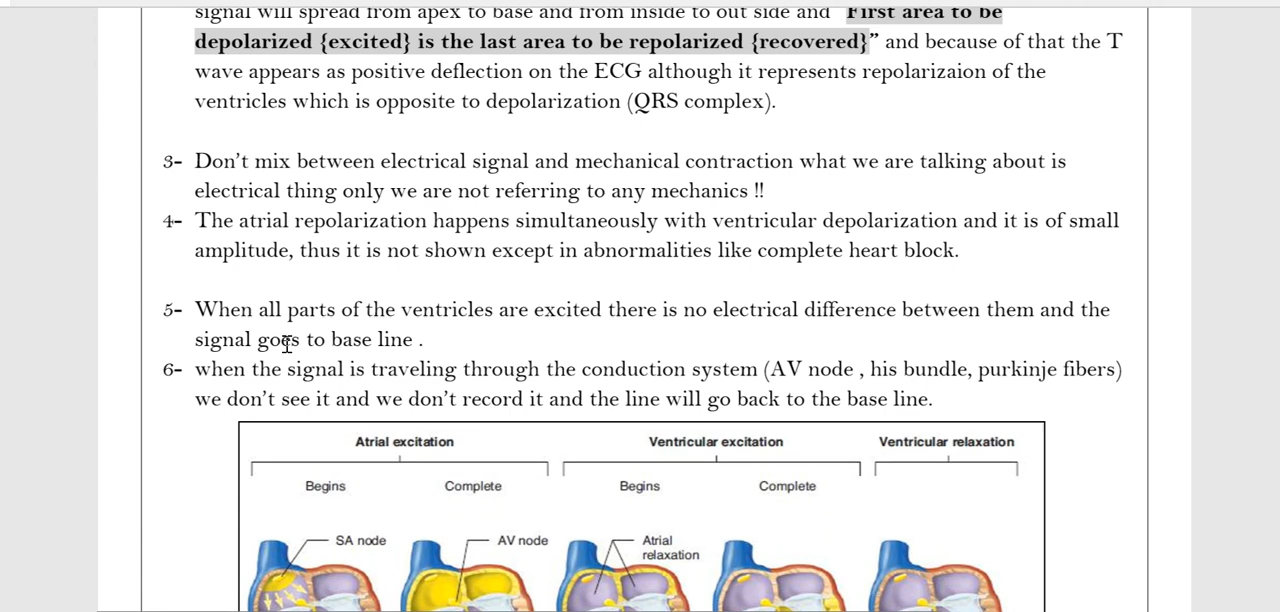 signal will spread from apex to base and from inside to out side and "First area to be
depolarized {excited} is the last area to be repolarized {recovered}” and because of that the T
wave appears as positive deflection on the ECG although it represents repolarizaion of the
ventricles which is opposite to depolarization (QRS complex).
3- Don’t mix between electrical signal and mechanical contraction what we are talking about is
electrical thing only we are not referring to any mechanics !!
4- The atrial repolarization happens simultaneously with ventricular depolarization and it is of small
amplitude, thus it is not shown except in abnormalities like complete heart block.
5- When all parts of the ventricles are excited there is no electrical difference between them and the
signal goes to base line .
6- when the signal is traveling through the conduction system (AV node , his bundle, purkinje fibers)
we don’t see it and we don’t record it and the line will go back to the base line.
Atrial excitation Ventricular excitation Ventricular relaxation
Begins Complete Begins Complete
SA node AV node Atrial
relaxation